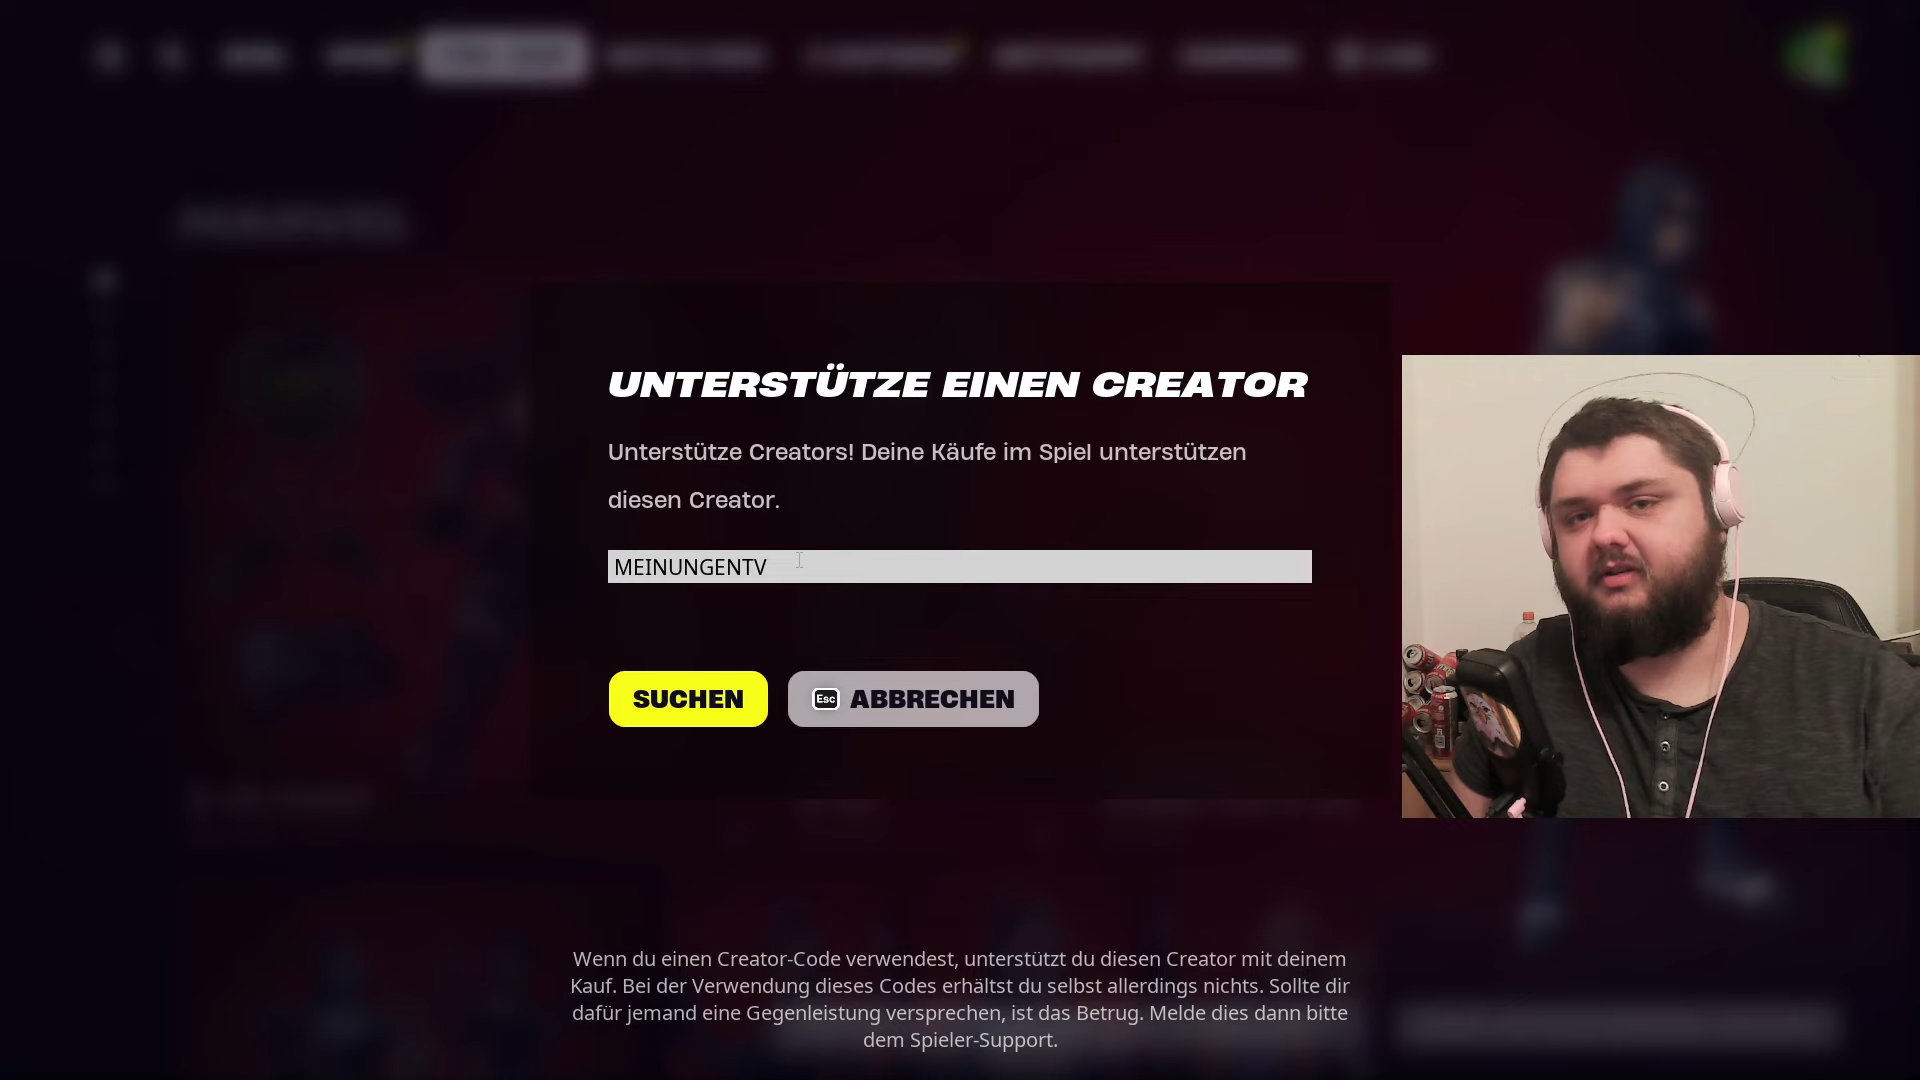 UNTERSTÜTZE EINEN CREATOR
Unterstütze Creators! Deine Käufe im Spiel unterstützen
diesen Creator.
MEINUNGENTV
SUCHEN
Esc ABBRECHEN
Wenn du einen Creator-Code verwendest, unterstützt du diesen Creator mit deinem
Kauf. Bei der Verwendung dieses Codes erhältst du selbst allerdings nichts. Sollte dir
dafür jemand eine Gegenleistung versprechen, ist das Betrug. Melde dies dann bitte
dem Spieler-Support.